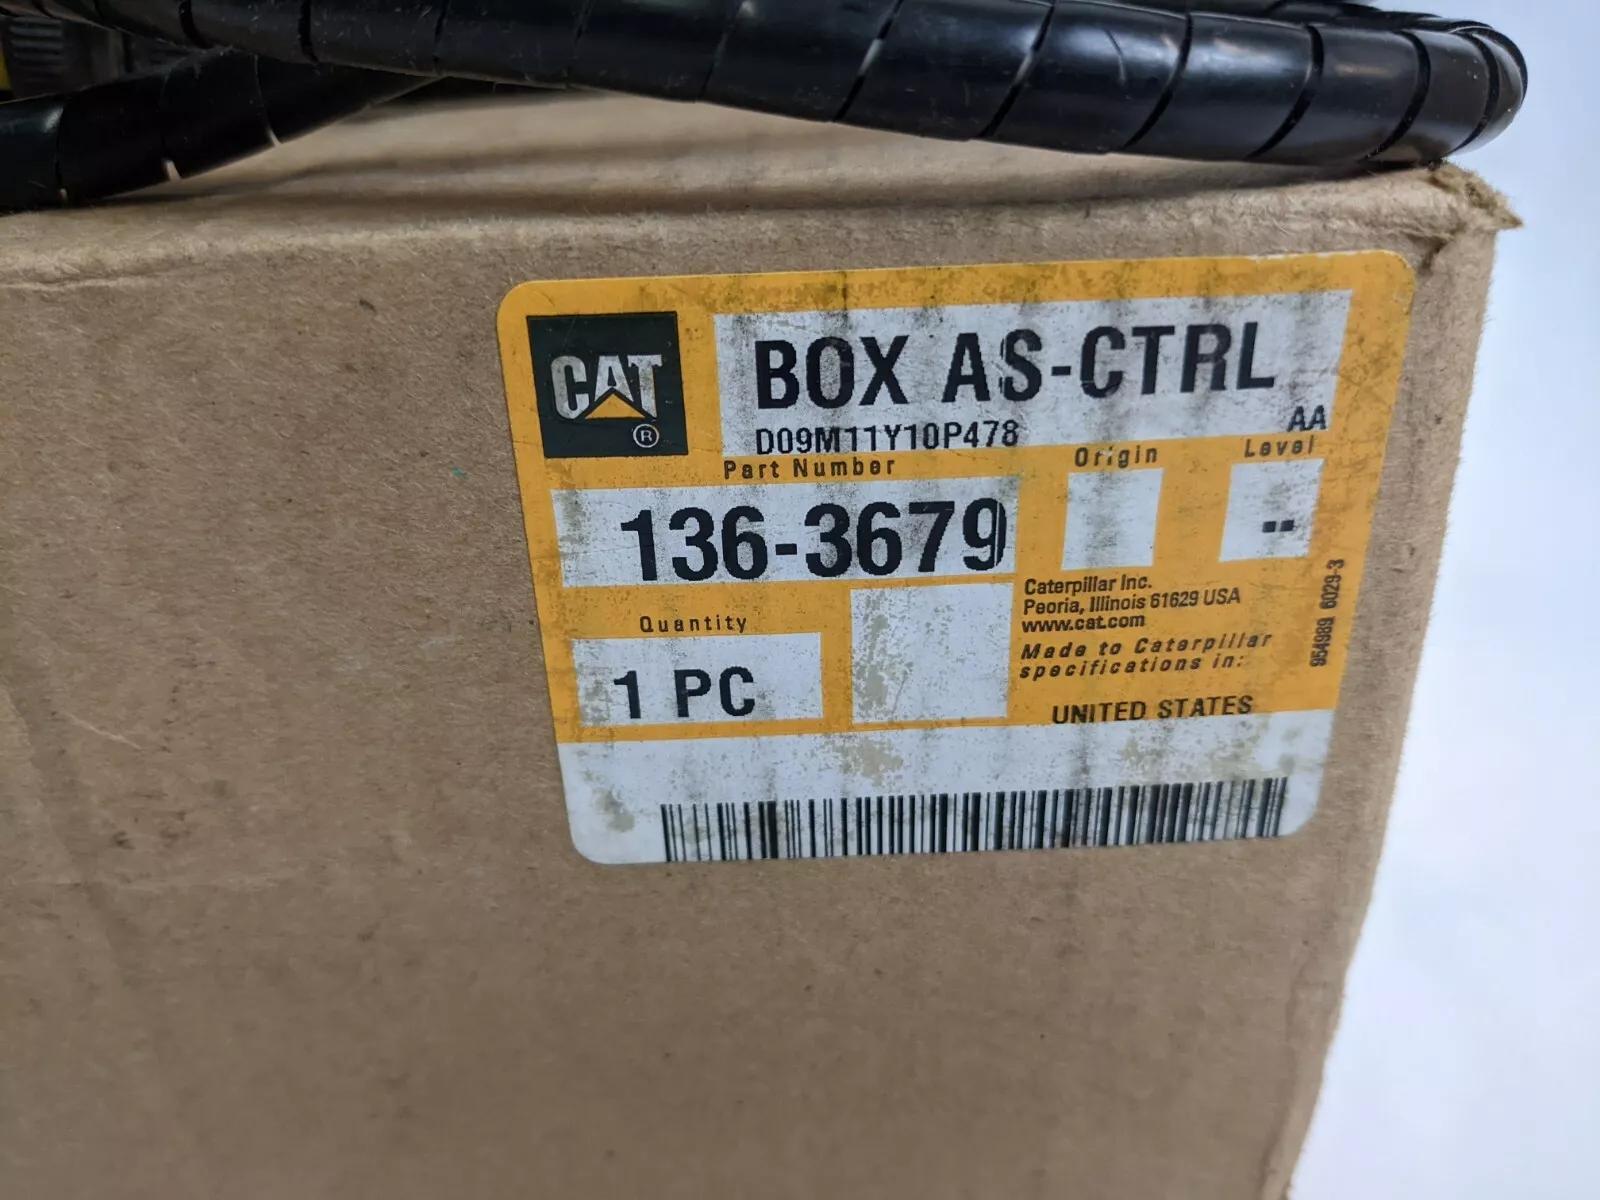 CAT
®
BOX AS-CTRL
AA
D09M11Y10P478
Part Number
Origin
Level
136-3679
--
Caterpillar Inc.
Peoria, Illinois 61629 USA
www.cat.com
Made to Caterpillar
specifications in:
UNITED STATES
954989 6029-3
Quantity
1 PC